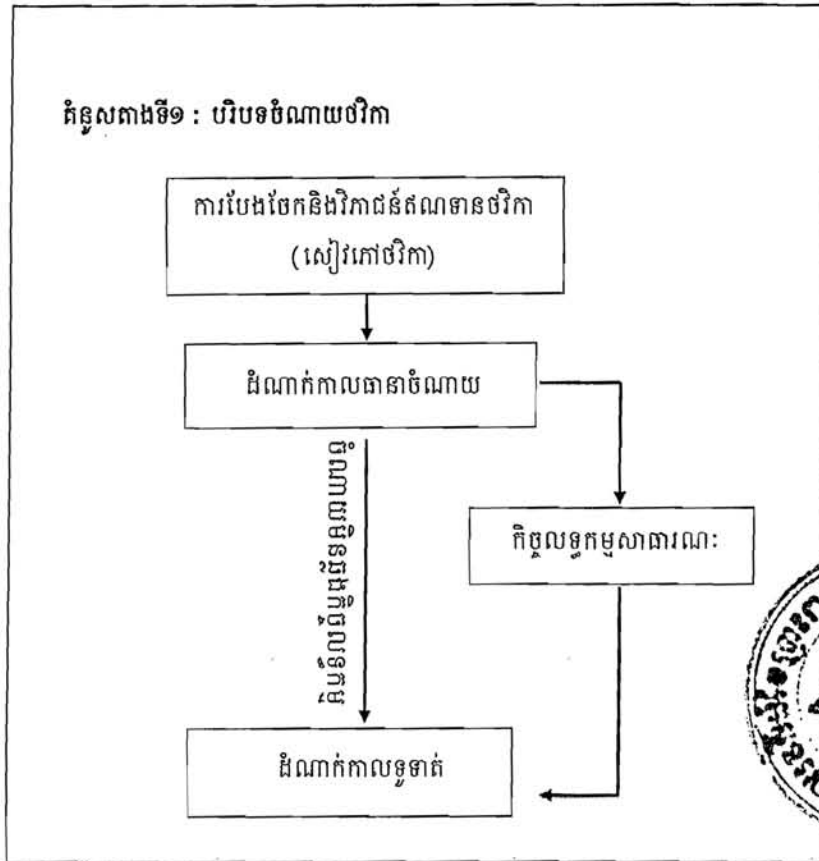 គំនូសតាងទី១ : បរិបទចំណាយថវិកា
ការបែងចែកនិងវិភាជន៍ឥណទានថវិកា
(សៀវភៅថវិកា)
ដំណាក់កាលធានាចំណាយ
កិច្ចលទ្ធកម្មសាធារណៈ
ដំណាក់កាលទូទាត់